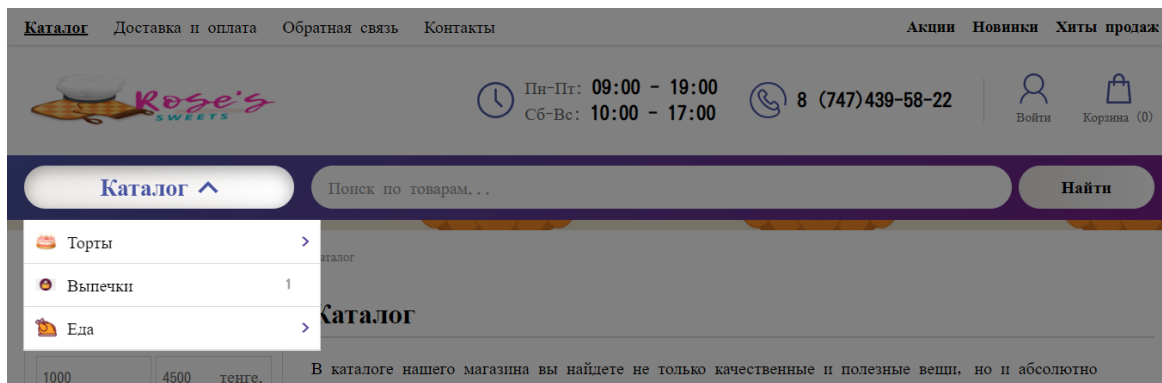 Каталог Доставка и оплата Обратная связь Контакты Акции Новинки Хиты продаж
Rose's
SWEETS
Пн-Пт: 09:00 - 19:00
Сб-Вс: 10:00 - 17:00
8 (747)439-58-22
Войти
Корзина (0)
Каталог
Поиск по товарам...
Найти
Торты
Выпечки 1
Еда
Каталог
1000
4500 тенге.
В каталоге нашего магазина вы найдете не только качественные и полезные вещи, но и абсолютно